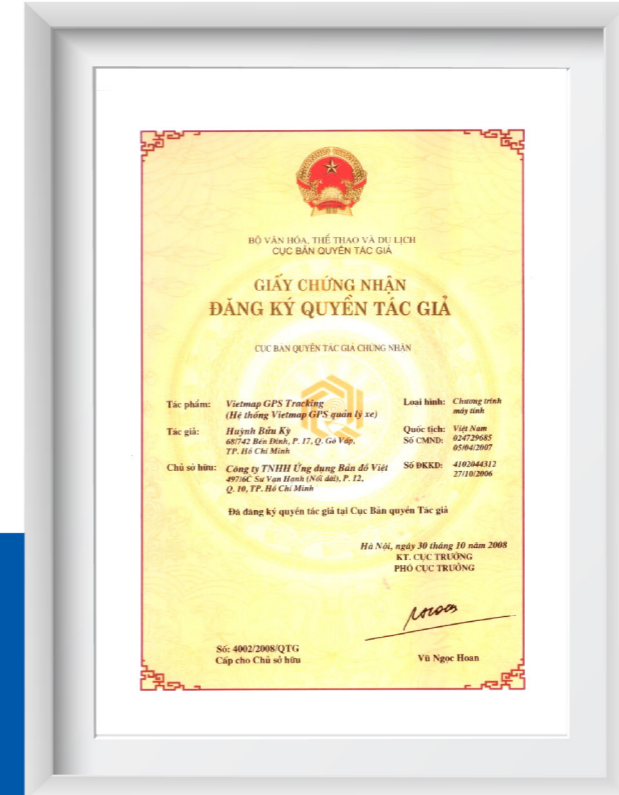 BỘ VĂN HÓA, THỂ THAO VÀ DU LỊCH
CỤC BẢN QUYỀN TÁC GIẢ
GIẤY CHỨNG NHẬN
ĐĂNG KÝ QUYỀN TÁC GIẢ
CỤC BẢN QUYỀN TÁC GIẢ CHỨNG NHẬN
Tác phẩm: Vietmap GPS Tracking
(Hệ thống Vietmap GPS quản lý xe)
Loại hình: Chương trình
máy tính
Tác giả: Huỳnh Bửu Kỳ
68/742 Bến Đình, P. 17, Q. Gò Vấp,
TP. Hồ Chí Minh
Quốc tịch: Việt Nam
Số CMND: 024729685
05/04/2007
Chủ sở hữu: Công ty TNHH Ứng dụng Bản đồ Việt
497/6C Sư Vạn Hạnh (Nối dài), P. 12,
Q. 10, TP. Hồ Chí Minh
Số ĐKKD: 4102044312
27/10/2006
Đã đăng ký quyền tác giả tại Cục Bản quyền Tác giả
Hà Nội, ngày 30 tháng 10 năm 2008
KT. CỤC TRƯỞNG
PHÓ CỤC TRƯỞNG
Số: 4002/2008/QTG
Cấp cho Chủ sở hữu
Vũ Ngọc Hoan